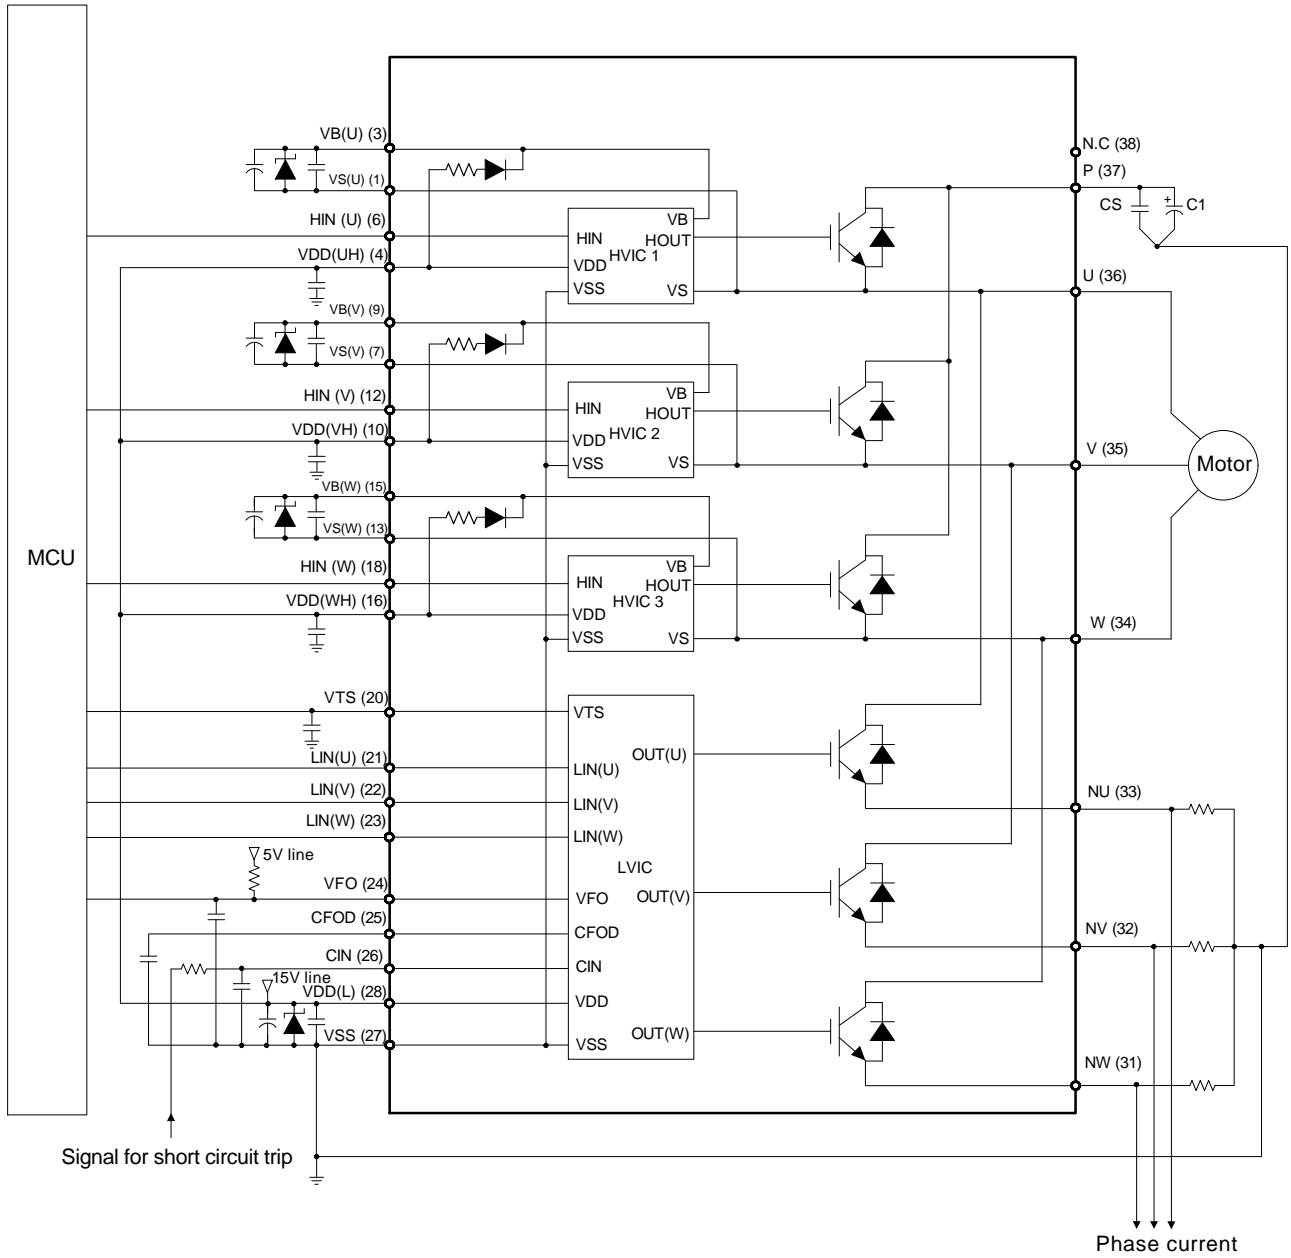 MCU
VB(U) (3)
VS(U) (1)
HIN (U) (6)
VDD(UH) (4)
VB(V) (9)
VS(V) (7)
HIN (V) (12)
VDD(VH) (10)
VB(W) (15)
VS(W) (13)
HIN (W) (18)
VDD(WH) (16)
VTS (20)
LIN(U) (21)
LIN(V) (22)
LIN(W) (23)
5V line
VFO (24)
CFOD (25)
CIN (26)
15V line
VDD(L) (28)
VSS (27)
Signal for short circuit trip
VB
HIN
HOUT
HVIC 1
VDD
VSS
VS
VB
HIN
HOUT
HVIC 2
VDD
VSS
VS
VB
HIN
HOUT
HVIC 3
VDD
VSS
VS
VTS
OUT(U)
LIN(U)
LIN(V)
LIN(W)
LVIC
VFO
OUT(V)
CFOD
CIN
VDD
OUT(W)
VSS
N.C (38)
P (37)
CS
+
C1
U (36)
V (35)
Motor
W (34)
NU (33)
NV (32)
NW (31)
Phase current